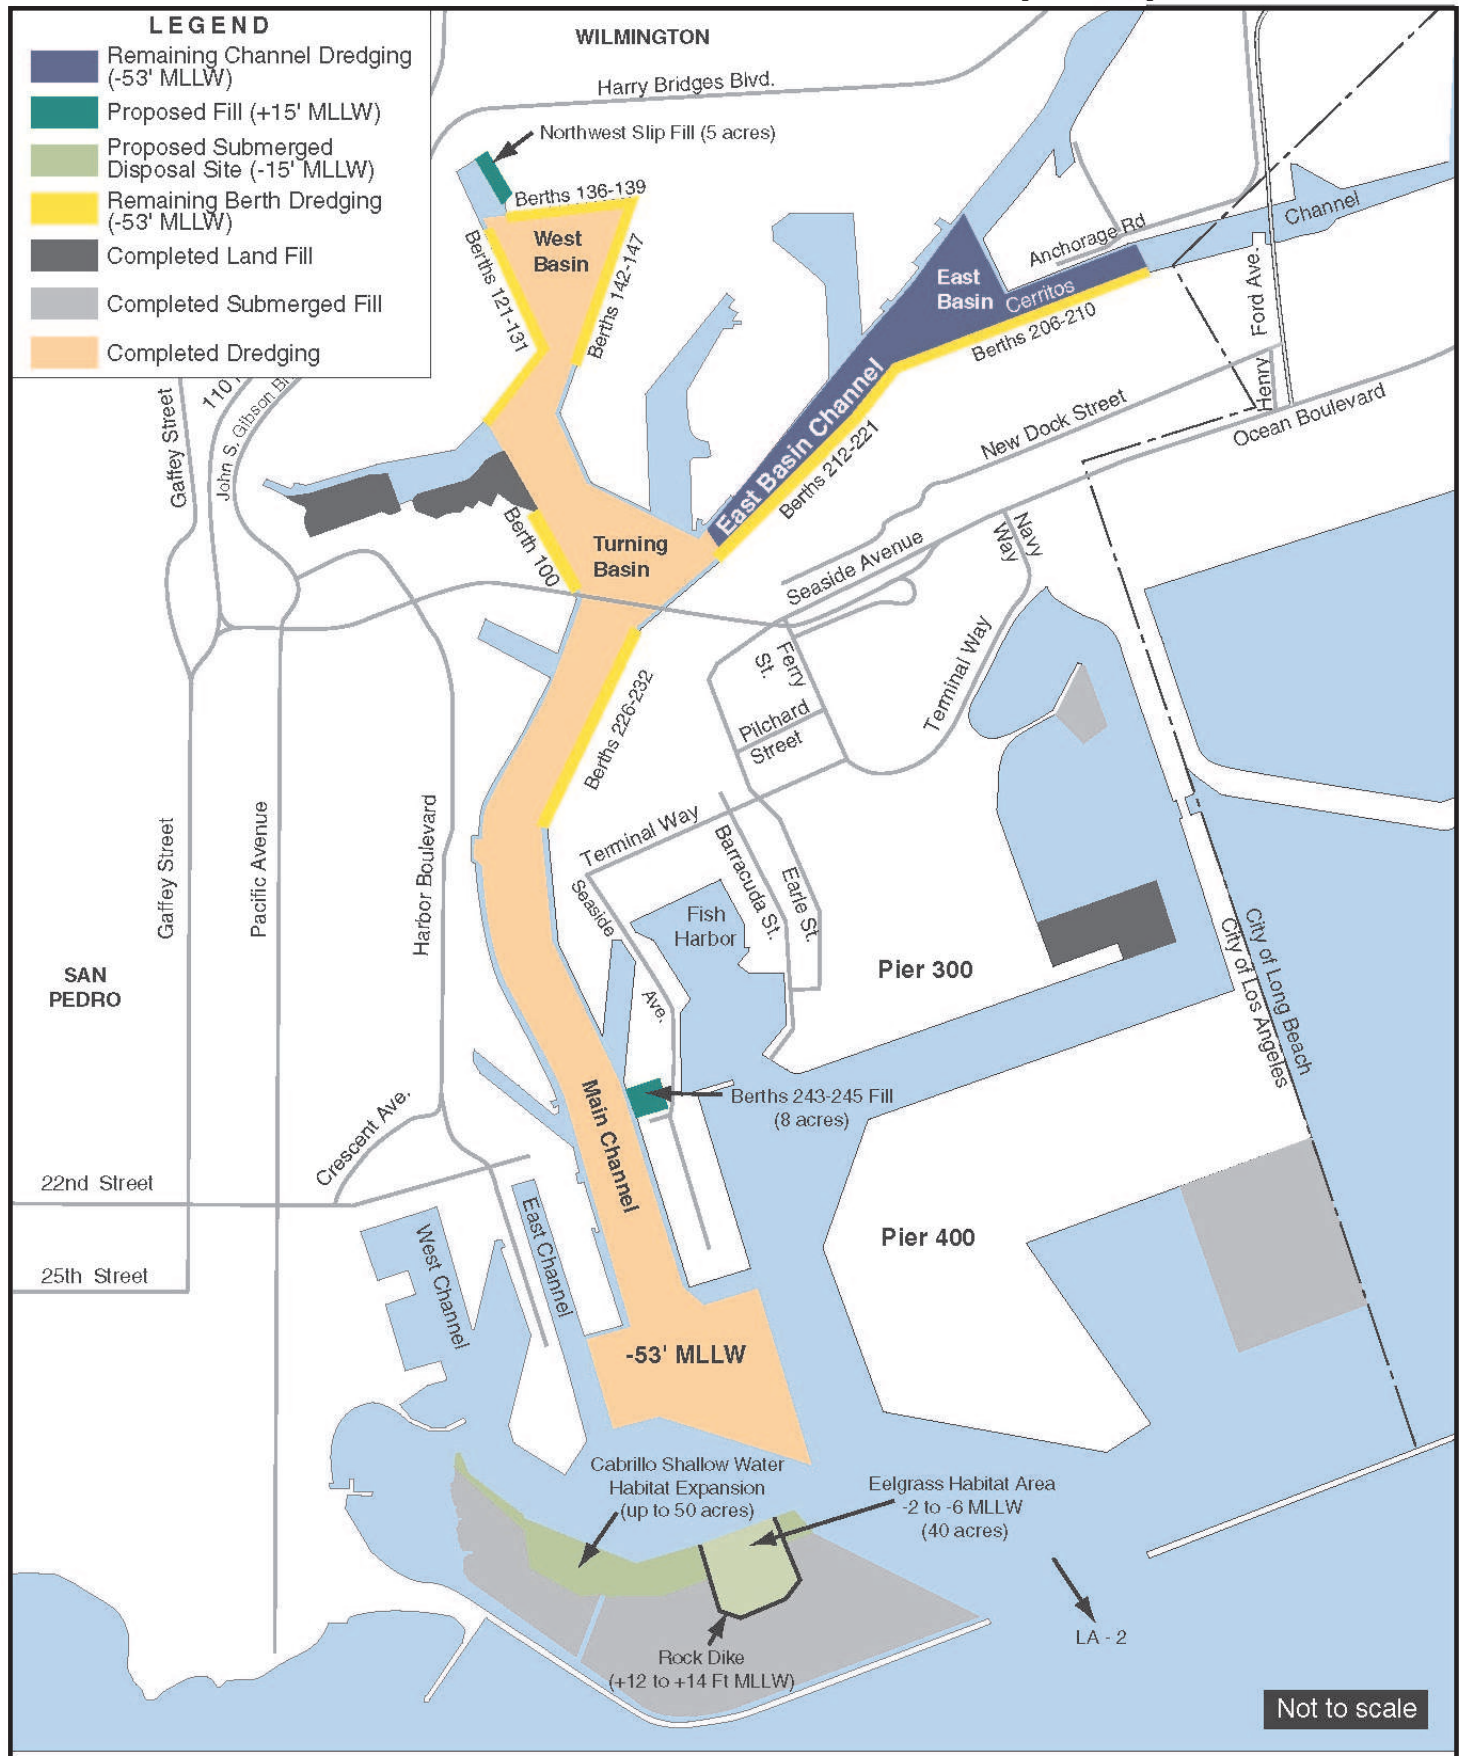 LEGEND
Remaining Channel Dredging
(-53' MLLW)
Proposed Fill (+15' MLLW)
Proposed Submerged
Disposal Site (-15' MLLW)
Remaining Berth Dredging
(-53' MLLW)
Completed Land Fill
Completed Submerged Fill
Completed Dredging
WILMINGTON
Harry Bridges Blvd.
Northwest Slip Fill (5 acres)
Berths 136-139
West
Basin
Berths 121-131
Berths 142-147
Anchorage Rd
Channel
East
Basin
Cerritos
Berths 206-210
Henry Ford Ave.
East Basin Channel
Berths 212-221
New Dock Street
Ocean Boulevard
Gaffey Street
110
John S. Gibson
Berth 100
Turning
Basin
Seaside Avenue
Navy
Way
Ferry
St.
Pilchard
Street
Terminal Way
Berths 226-232
Terminal Way
Barracuda St.
Earle St.
Seaside
Ave.
Fish
Harbor
Gaffey Street
Pacific Avenue
Harbor Boulevard
SAN
PEDRO
Pier 300
City of Long Beach
City of Los Angeles
Main Channel
Berths 243-245 Fill
(8 acres)
Crescent Ave.
22nd Street
25th Street
West Channel
East Channel
Pier 400
-53' MLLW
Cabrillo Shallow Water
Habitat Expansion
(up to 50 acres)
Eelgrass Habitat Area
-2 to -6 MLLW
(40 acres)
Rock Dike
(+12 to +14 Ft MLLW)
LA - 2
Not to scale